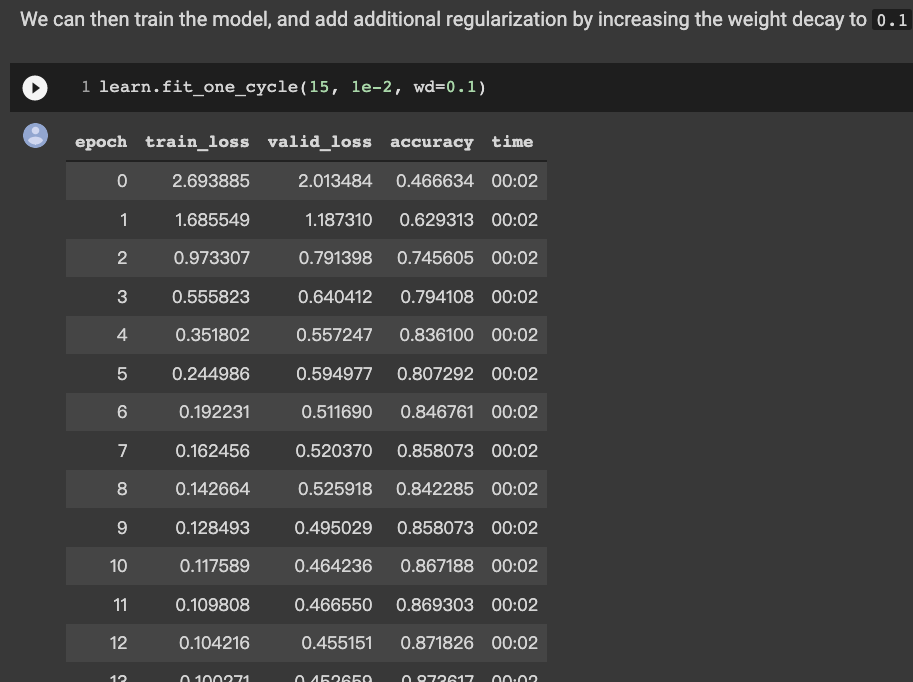 We can then train the model, and add additional regularization by increasing the weight decay to 0.1
1 learn.fit_one_cycle(15, 1e-2, wd=0.1)
epoch train_loss valid_loss accuracy time
0 2.693885 2.013484 0.466634 00:02
1 1.685549 1.187310 0.629313 00:02
2 0.973307 0.791398 0.745605 00:02
3 0.555823 0.640412 0.794108 00:02
4 0.351802 0.557247 0.836100 00:02
5 0.244986 0.594977 0.807292 00:02
6 0.192231 0.511690 0.846761 00:02
7 0.162456 0.520370 0.858073 00:02
8 0.142664 0.525918 0.842285 00:02
9 0.128493 0.495029 0.858073 00:02
10 0.117589 0.464236 0.867188 00:02
11 0.109808 0.466550 0.869303 00:02
12 0.104216 0.455151 0.871826 00:02
13 0.100271 0.452659 0.873617 00:02